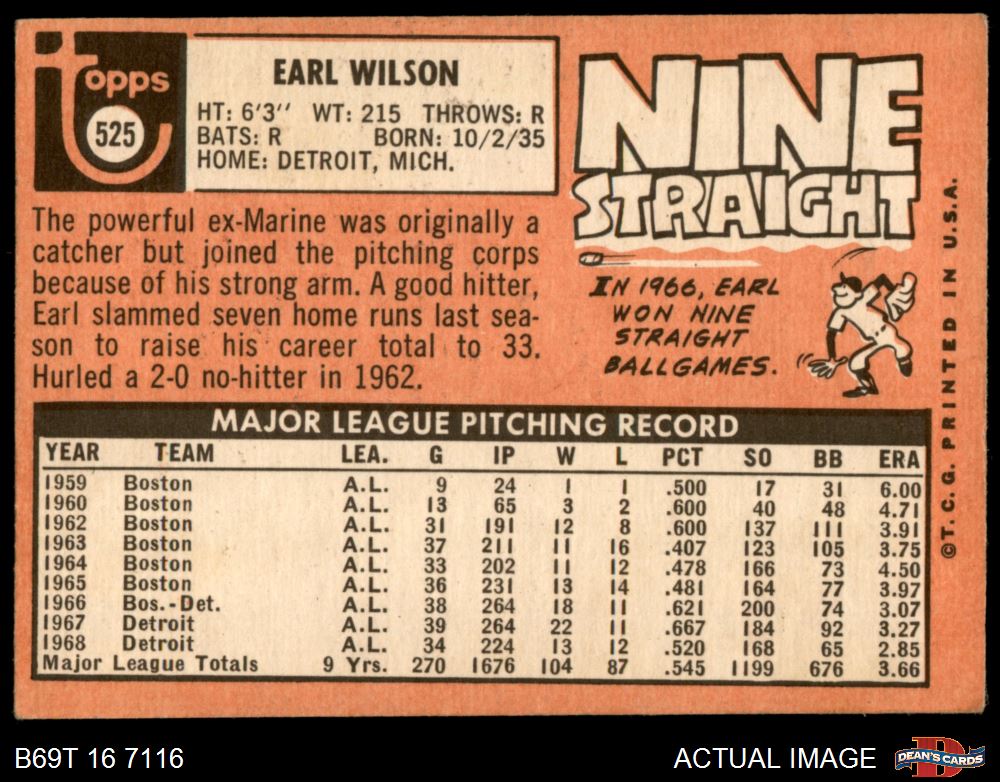 Topps
525
EARL WILSON
HT: 6'3'' WT: 215 THROWS: R
BATS: R BORN: 10/2/35
HOME: DETROIT, MICH.
The powerful ex-Marine was originally a
catcher but joined the pitching corps
because of his strong arm. A good hitter,
Earl slammed seven home runs last sea-
son to raise his career total to 33.
Hurled a 2-0 no-hitter in 1962.
NINE
STRAIGHT
IN 1966, EARL
WON NINE
STRAIGHT
BALLGAMES.
©T. C. G. PRINTED IN U.S.A.
MAJOR LEAGUE PITCHING RECORD
YEAR TEAM LEA. G IP W L PCT SO BB ERA
1959 Boston A.L. 9 24 1 1 .500 17 31 6.00
1960 Boston A.L. 13 65 3 2 .600 40 48 4.71
1962 Boston A.L. 31 191 12 8 .600 137 111 3.91
1963 Boston A.L. 37 211 11 16 .407 123 105 3.75
1964 Boston A.L. 33 202 11 12 .478 166 73 4.50
1965 Boston A.L. 36 231 13 14 .481 164 77 3.97
1966 Bos.-Det. A.L. 38 264 18 11 .621 200 74 3.07
1967 Detroit A.L. 39 264 22 11 .667 184 92 3.27
1968 Detroit A.L. 34 224 13 12 .520 168 65 2.85
Major League Totals 9 Yrs. 270 1676 104 87 .545 1199 676 3.66
B69T 16 7116
ACTUAL IMAGE
D
DEAN'S CARDS